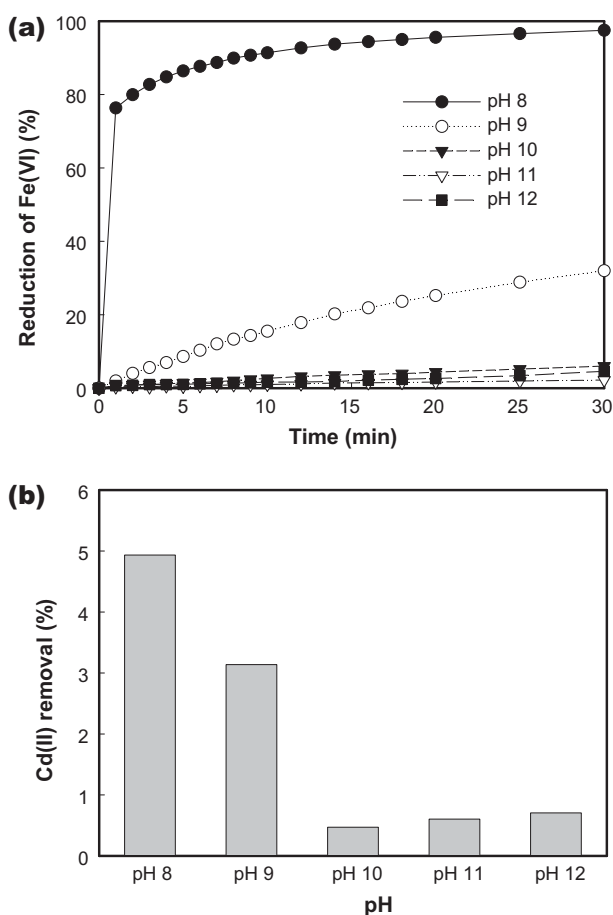 (a)
100
80
60
40
20
0
Reduction of Fe(VI) (%)
pH 8
pH 9
pH 10
pH 11
pH 12
0 5 10 15 20 25 30
Time (min)
(b)
6
5
4
3
2
1
0
Cd(II) removal (%)
pH 8 pH 9 pH 10 pH 11 pH 12
pH